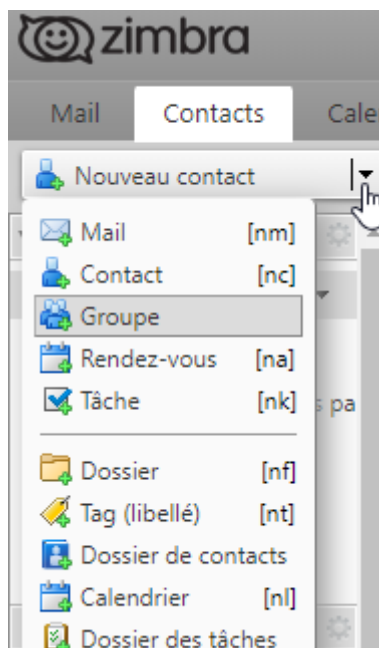 zimbra
Mail Contacts Cale
Nouveau contact
Mail [nm]
Contact [nc]
Groupe
Rendez-vous [na]
Tâche [nk]
s pa
Dossier [nf]
Tag (libellé) [nt]
Dossier de contacts
Calendrier [nl]
Dossier des tâches